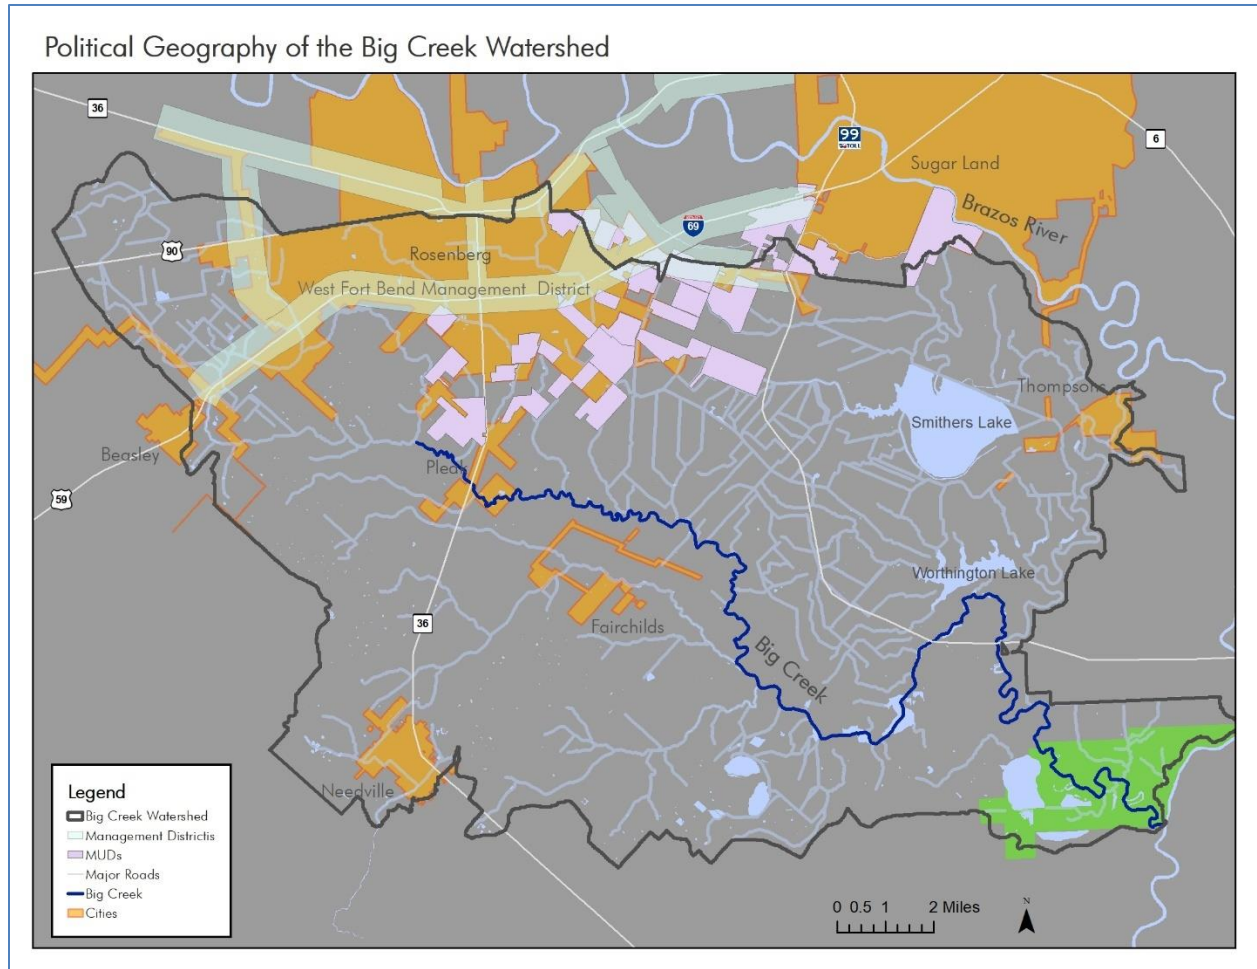 Political Geography of the Big Creek Watershed
36
99
6
Sugar Land
Brazos River
69
90
Rosenberg
West Fort Bend Management District
Thompsons
Smithers Lake
Beasley
Pleak
59
Worthington Lake
36
Fairchilds
Big Creek
Needville
Legend
Big Creek Watershed
Management Districtis
MUDs
Major Roads
Big Creek
Cities
0 0.5 1 2 Miles
N